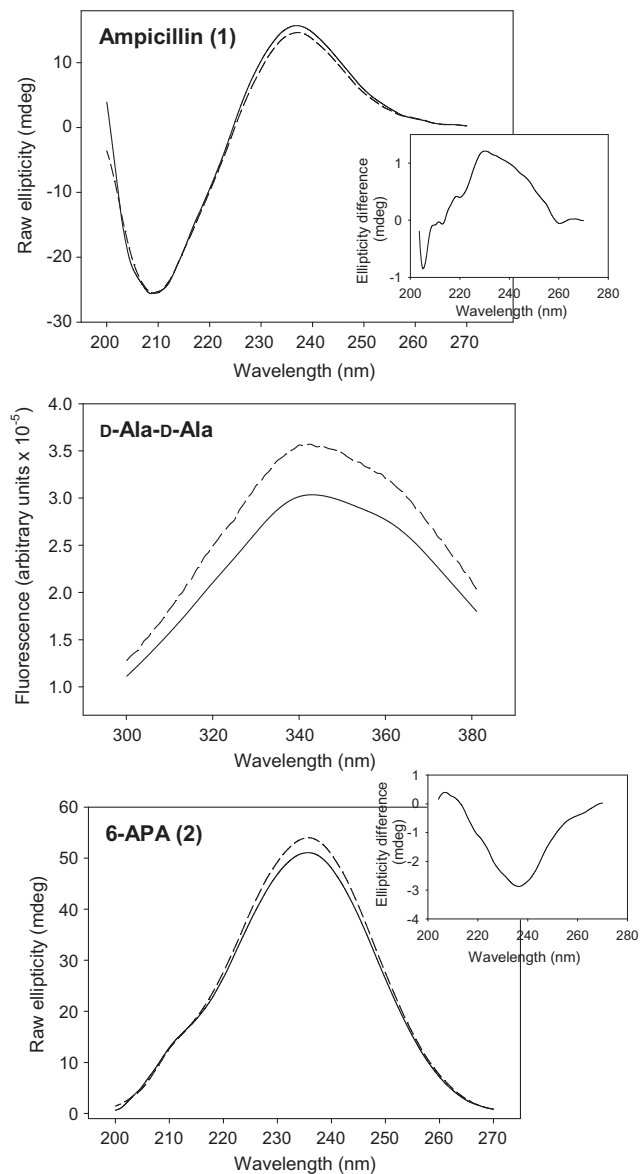 Ampicillin (1)
Raw ellipticity (mdeg)
10
0
-10
-20
-30
200 210 220 230 240 250 260 270
Wavelength (nm)
Ellipticity difference
(mdeg)
1
0
-1
200 220 240 260 280
Wavelength (nm)
D-Ala-D-Ala
Fluorescence (arbitrary units x 10-5)
4.0
3.5
3.0
2.5
2.0
1.5
1.0
300 320 340 360 380
Wavelength (nm)
6-APA (2)
Raw ellipticity (mdeg)
60
50
40
30
20
10
0
200 210 220 230 240 250 260 270
Wavelength (nm)
Ellipticity difference
(mdeg)
1
0
-1
-2
-3
-4
200 220 240 260 280
Wavelength (nm)